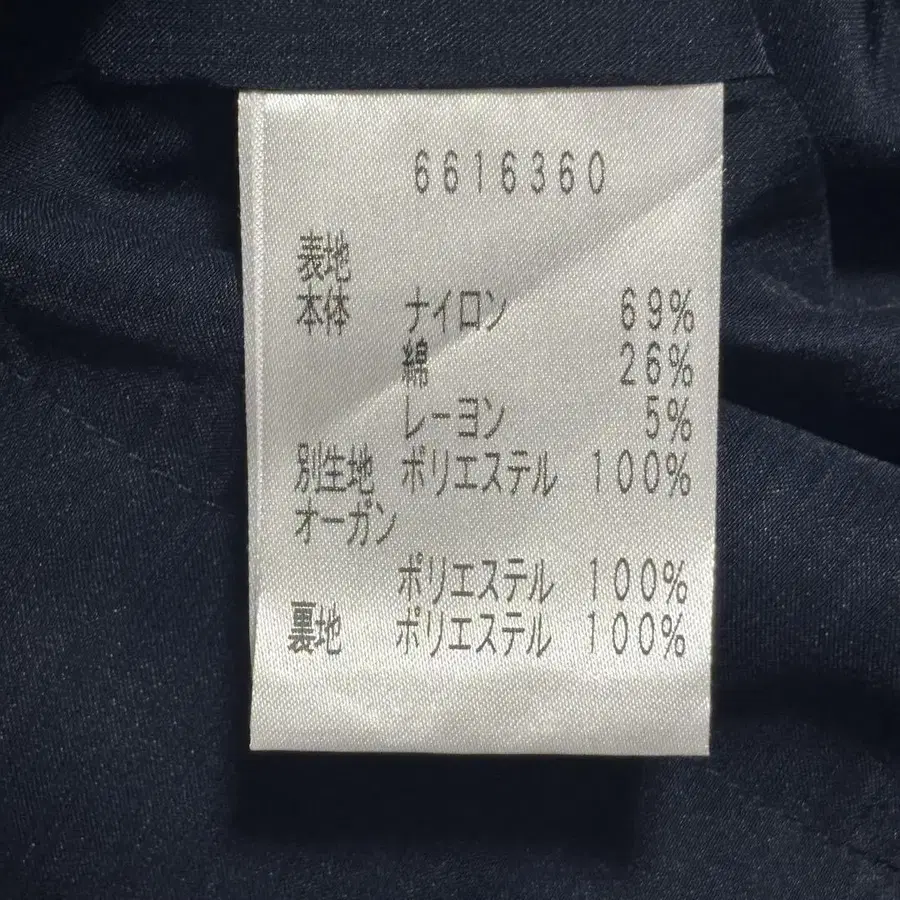 6616360
表地
本体 ナイロン 69%
綿 26%
レーヨン 5%
別生地 ポリエステル 100%
オーガン
ポリエステル 100%
裏地 ポリエステル 100%